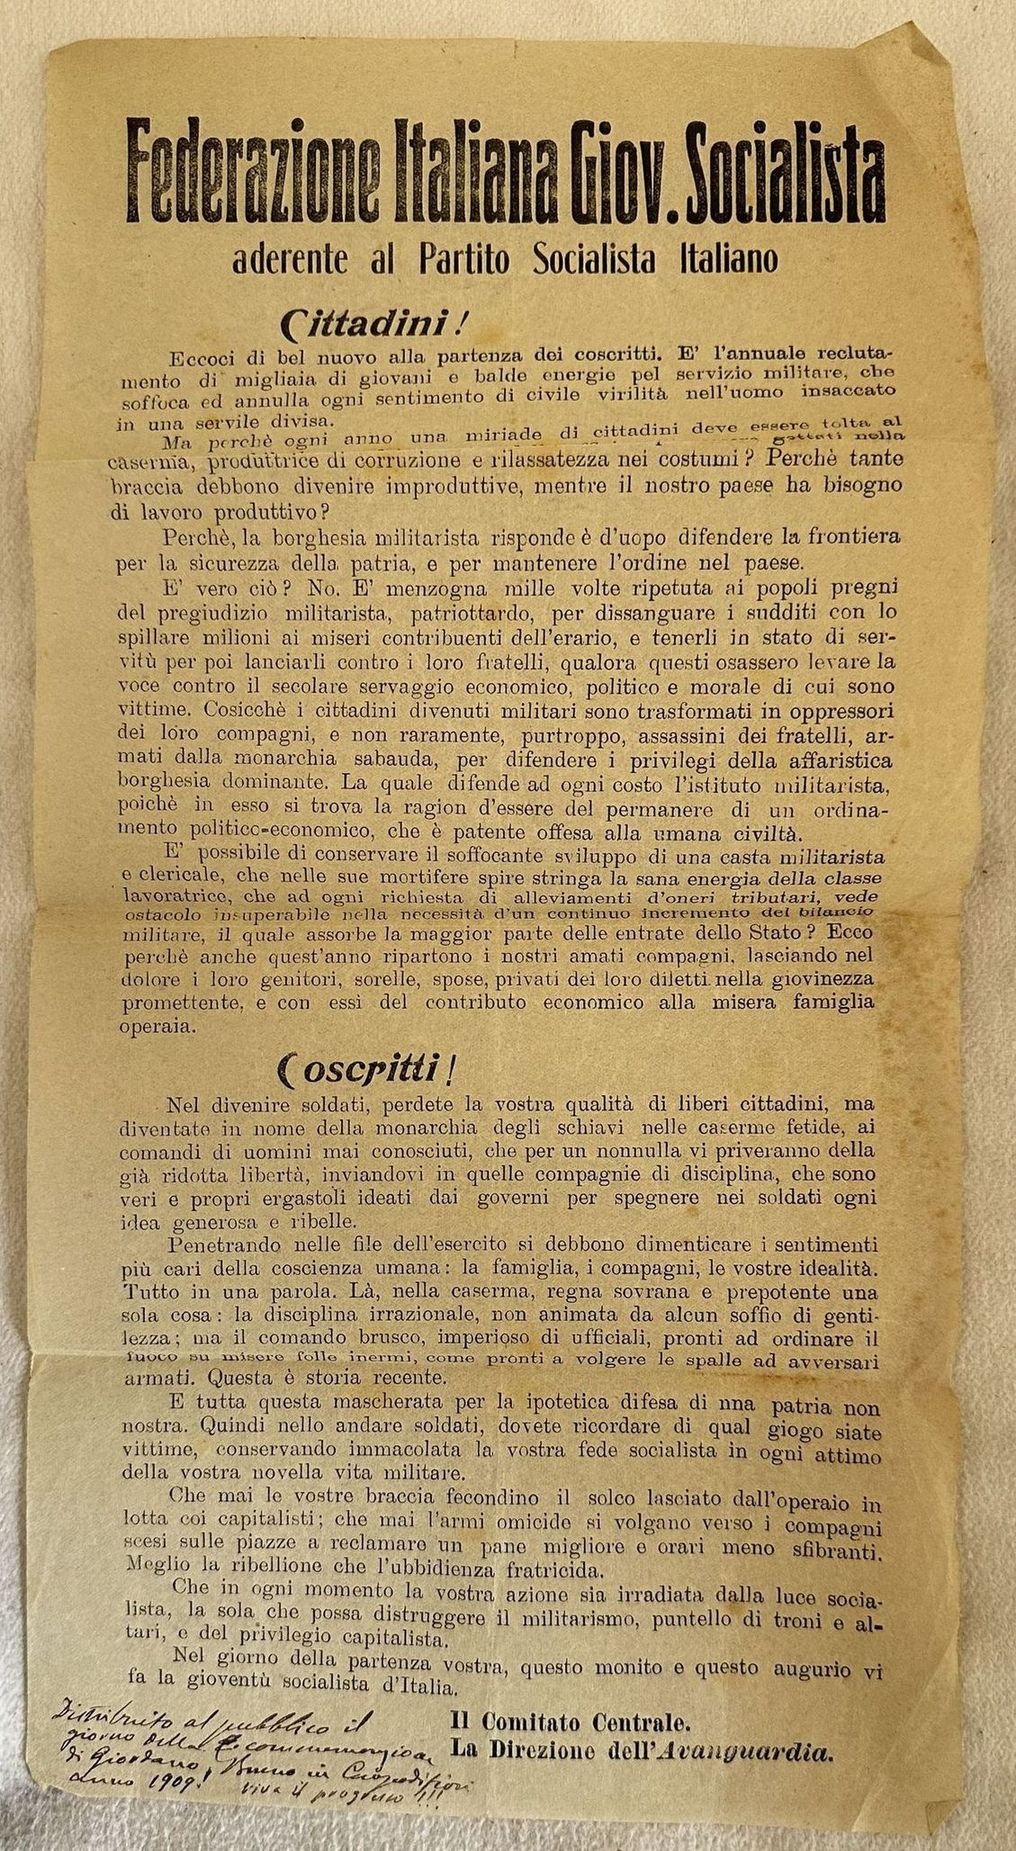 Federazione Italiana Giov. Socialista
aderente al Partito Socialista Italiano
Cittadini!
Eccoci di bel nuovo alla partenza dei coscritti. E' l'annuale recluta-
mento di migliaia di giovani e balde energie pel servizio militare, che
soffoca ed annulla ogni sentimento di civile virilità nell'uomo insaccato
in una servile divisa.
Ma perchè ogni anno una miriade di cittadini deve essere tolta al
gettati nella
caserma, produttrice di corruzione e rilassatezza nei costumi? Perchè tante
braccia debbono divenire improduttive, mentre il nostro paese ha bisogno
di lavoro produttivo?
Perchè, la borghesia militarista risponde è d'uopo difendere la frontiera
per la sicurezza della patria, e per mantenere l'ordine nel paese.
E' vero ciò? No. E' menzogna mille volte ripetuta ai popoli pregni
del pregiudizio militarista, patriottardo, per dissanguare i sudditi con lo
spillare milioni ai miseri contribuenti dell'erario, e tenerli in stato di ser-
vitù per poi lanciarli contro i loro fratelli, qualora questi osassero levare la
voce contro il secolare servaggio economico, politico e morale di cui sono
vittime. Cosicchè i cittadini divenuti militari sono trasformati in oppressori
dei loro compagni, e non raramente, purtroppo, assassini dei fratelli, ar-
mati dalla monarchia sabauda, per difendere i privilegi della affaristica
borghesia dominante. La quale difende ad ogni costo l'istituto militarista,
poichè in esso si trova la ragion d'essere del permanere di un ordina-
mento politico-economico, che è patente offesa alla umana civiltà.
E' possibile di conservare il soffocante sviluppo di una casta militarista
e clericale, che nelle sue mortifere spire stringa la sana energia della classe
lavoratrice, che ad ogni richiesta di alleviamenti d'oneri tributari, vede
ostacolo insuperabile nella necessità d'un continuo incremento del bilancio
militare, il quale assorbe la maggior parte delle entrate dello Stato? Ecco
perchè anche quest'anno ripartono i nostri amati compagni, lasciando nel
dolore i loro genitori, sorelle, spose, privati dei loro diletti nella giovinezza
promettente, e con essi del contributo economico alla misera famiglia
operaia.
Coscritti!
Nel divenire soldati, perdete la vostra qualità di liberi cittadini, ma
diventate in nome della monarchia degli schiavi nelle caserme fetide, ai
comandi di uomini mai conosciuti, che per un nonnulla vi priveranno della
già ridotta libertà, inviandovi in quelle compagnie di disciplina, che sono
veri e propri ergastoli ideati dai governi per spegnere nei soldati ogni
idea generosa e ribelle.
Penetrando nelle file dell'esercito si debbono dimenticare i sentimenti
più cari della coscienza umana: la famiglia, i compagni, le vostre idealità.
Tutto in una parola. Là, nella caserma, regna sovrana e prepotente una
sola cosa: la disciplina irrazionale, non animata da alcun soffio di genti-
lezza; ma il comando brusco, imperioso di ufficiali, pronti ad ordinare il
fuoco su misere folle inermi, come pronti a volgere le spalle ad avversari
armati. Questa è storia recente.
E tutta questa mascherata per la ipotetica difesa di nna patria non
nostra. Quindi nello andare soldati, dovete ricordare di qual giogo siate
vittime, conservando immacolata la vostra fede socialista in ogni attimo
della vostra novella vita militare.
Che mai le vostre braccia fecondino il solco lasciato dall'operaio in
lotta coi capitalisti; che mai l'armi omicide si volgano verso i compagni
scesi sulle piazze a reclamare un pane migliore e orari meno sfibranti.
Meglio la ribellione che l'ubbidienza fratricida.
Che in ogni momento la vostra azione sia irradiata dalla luce socia-
lista, la sola che possa distruggere il militarismo, puntello di troni e al-
tari, e del privilegio capitalista.
Nel giorno della partenza vostra, questo monito e questo augurio vi
fa la gioventù socialista d'Italia.
Il Comitato Centrale.
La Direzione dell'Avanguardia.
Distribuito al pubblico il
giorno della commemorazion
di Giordano Bruno in
anno 1909! Viva il progresso!!!